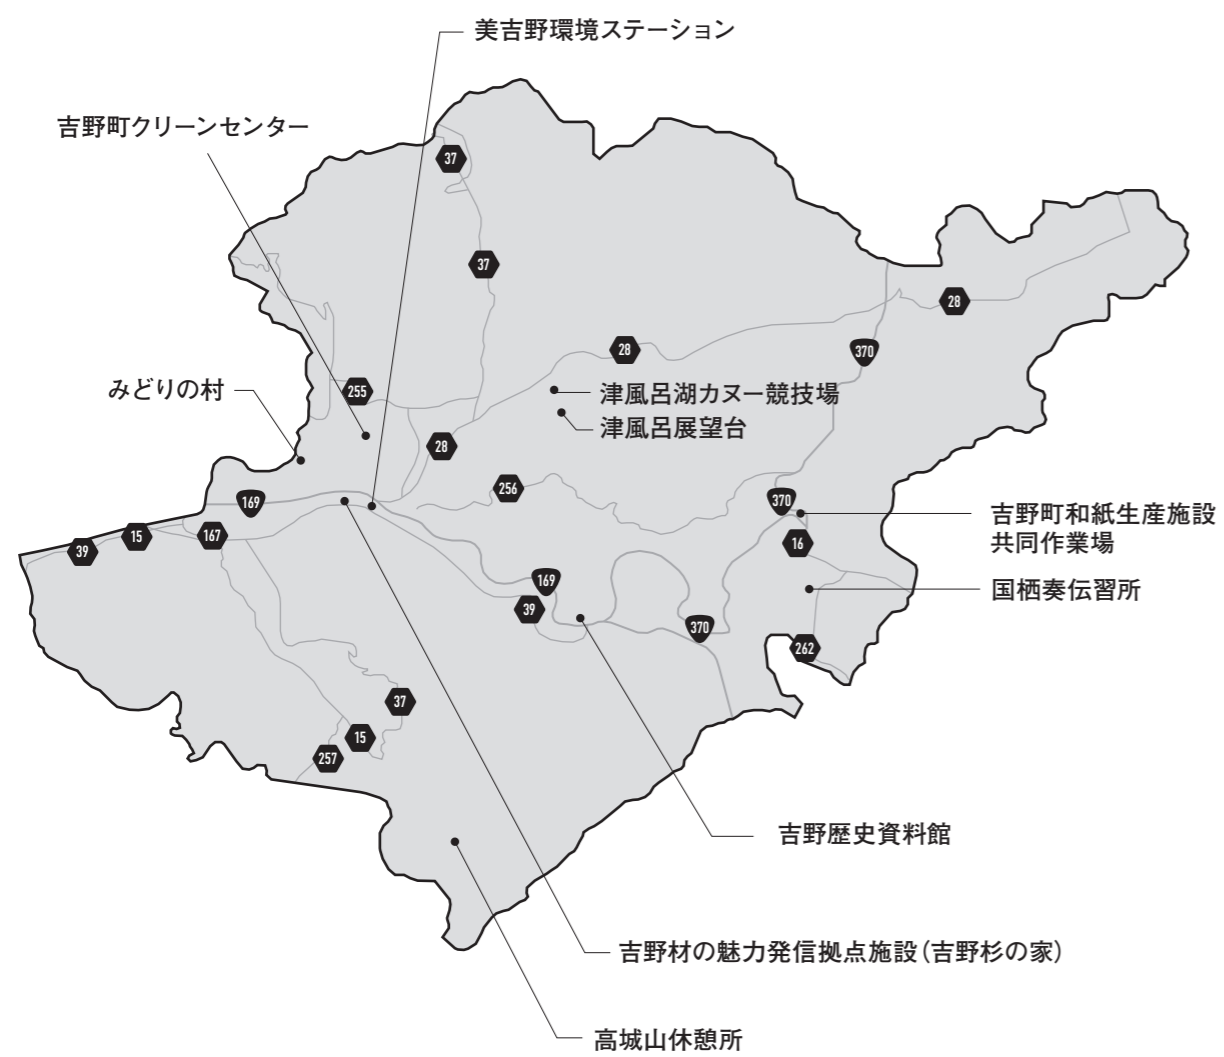 美吉野環境ステーション
吉野町クリーンセンター
37
37
28
28
370
255
みどりの村
津風呂湖カヌー競技場
津風呂展望台
28
256
169
370
吉野町和紙生産施設
共同作業場
39
15
167
16
169
39
国栖奏伝習所
370
262
37
15
257
吉野歴史資料館
吉野材の魅力発信拠点施設(吉野杉の家)
高城山休憩所